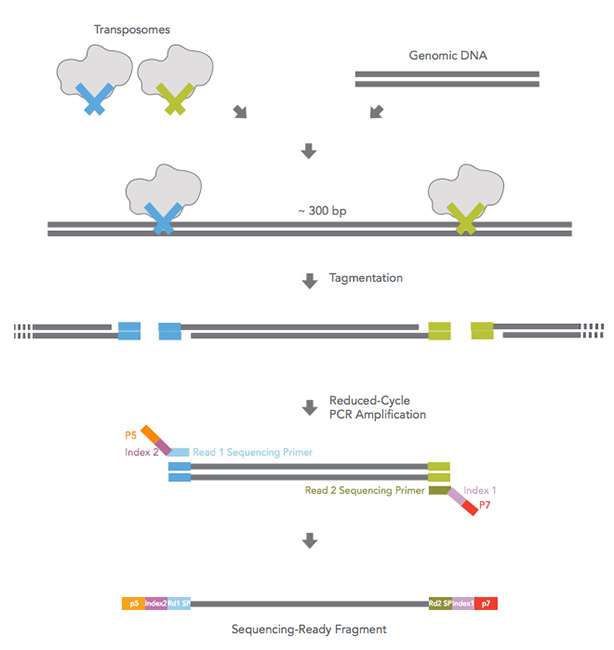 Transposomes
Genomic DNA
~ 300 bp
Tagmentation
Reduced-Cycle
PCR Amplification
P5
Index 2
Read 1 Sequencing Primer
Read 2 Sequencing Primer
Index 1
P7
p5
Index2
Rd1 SP
Rd2 SP
Index1
p7
Sequencing-Ready Fragment